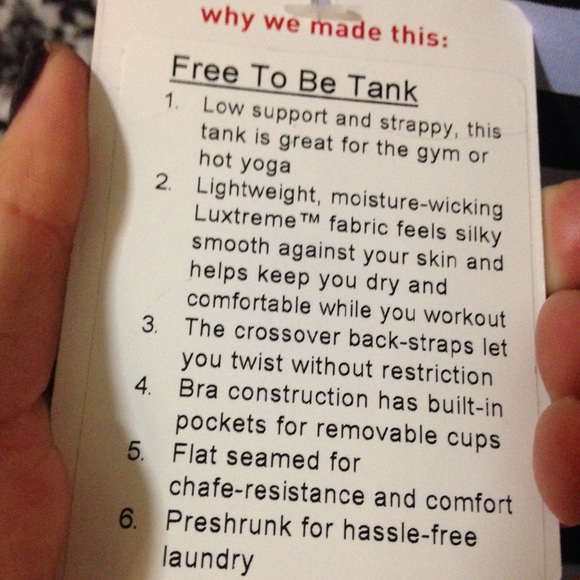 why we made this:
Free To Be Tank
1. Low support and strappy, this
tank is great for the gym or
hot yoga
2. Lightweight, moisture-wicking
Luxtreme™ fabric feels silky
smooth against your skin and
helps keep you dry and
comfortable while you workout
3. The crossover back-straps let
you twist without restriction
4. Bra construction has built-in
pockets for removable cups
5. Flat seamed for
chafe-resistance and comfort
6. Preshrunk for hassle-free
laundry